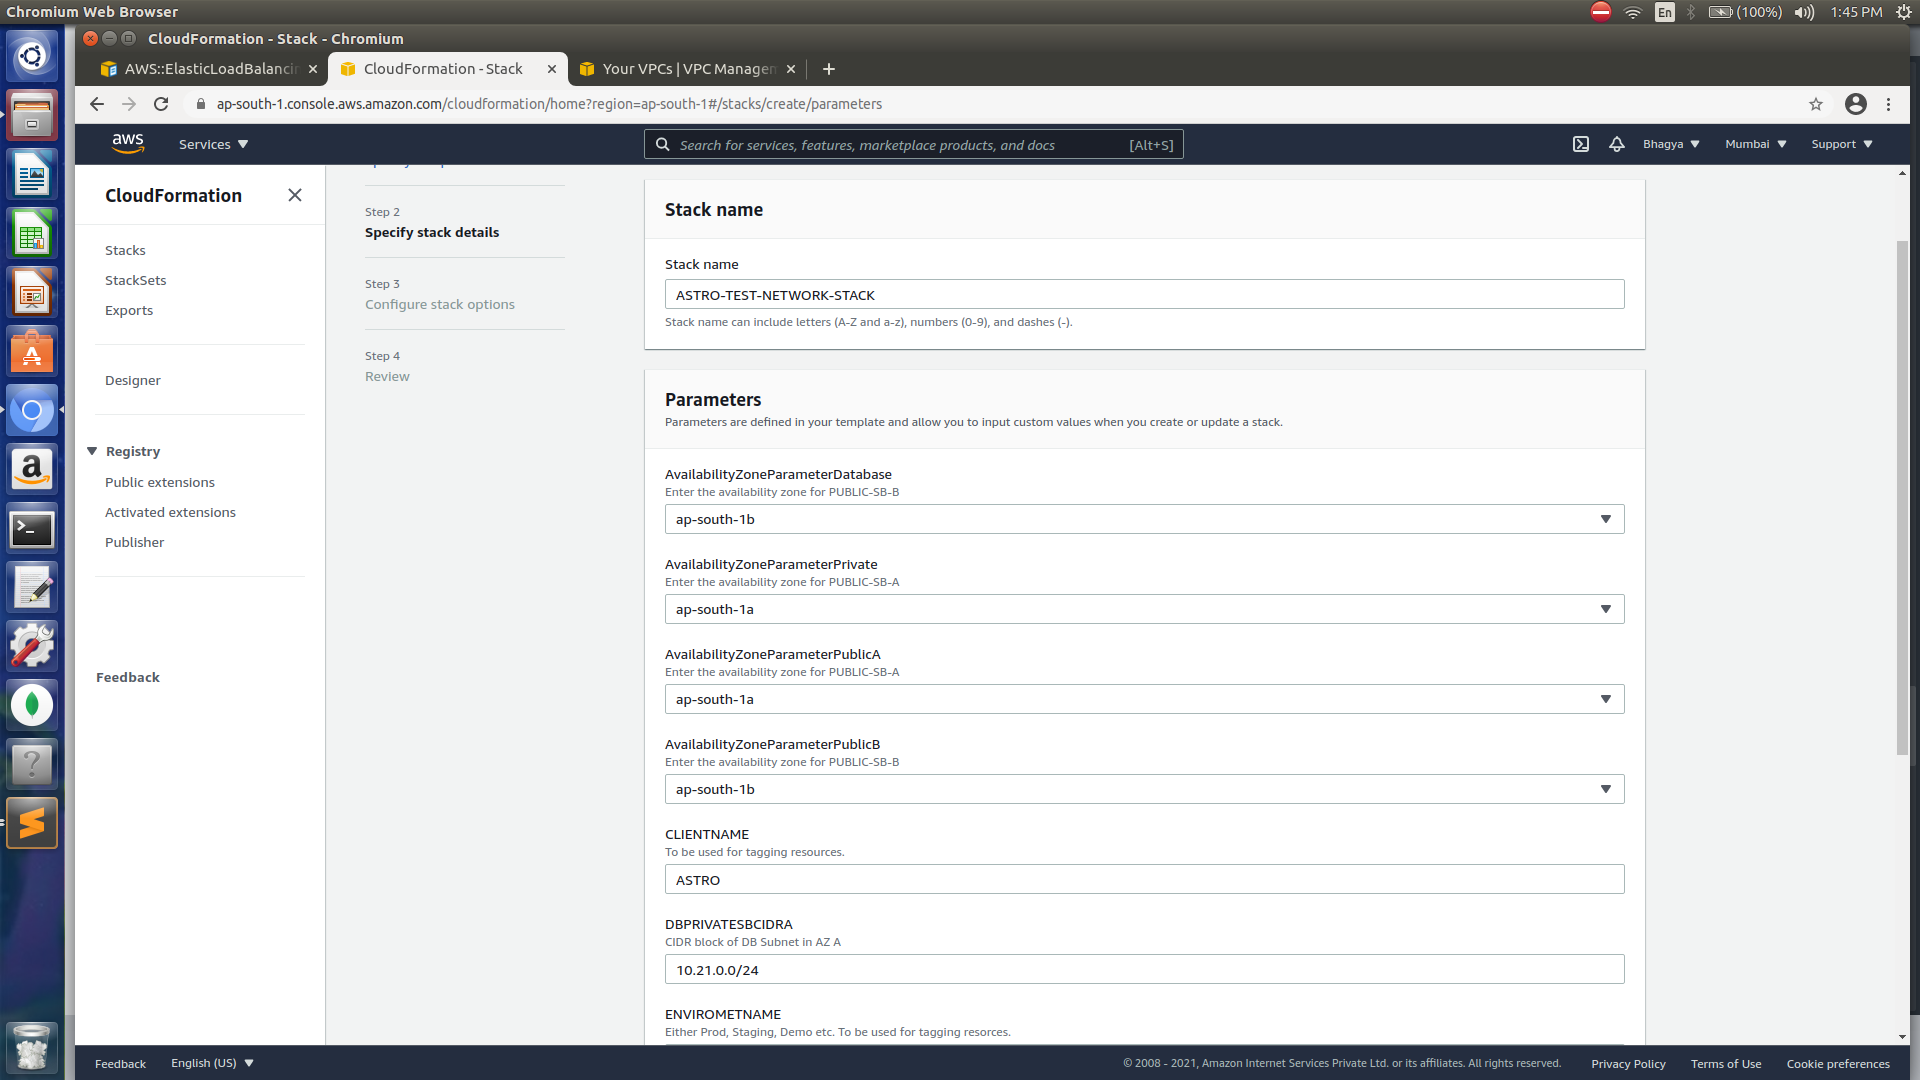 Chromium Web Browser
En
(100%)
1:45 PM
CloudFormation - Stack - Chromium
AWS::ElasticLoadBalancin
CloudFormation - Stack
Your VPCs | VPC Managem
ap-south-1.console.aws.amazon.com/cloudformation/home?region=ap-south-1#/stacks/create/parameters
aws
Services
Search for services, features, marketplace products, and docs
[Alt+S]
Bhagya
Mumbai
Support
CloudFormation
Stacks
StackSets
Exports
Designer
Registry
Public extensions
Activated extensions
Publisher
Feedback
Step 2
Specify stack details
Step 3
Configure stack options
Step 4
Review
Stack name
Stack name
ASTRO-TEST-NETWORK-STACK
Stack name can include letters (A-Z and a-z), numbers (0-9), and dashes (-).
Parameters
Parameters are defined in your template and allow you to input custom values when you create or update a stack.
AvailabilityZoneParameterDatabase
Enter the availability zone for PUBLIC-SB-B
ap-south-1b
AvailabilityZoneParameterPrivate
Enter the availability zone for PUBLIC-SB-A
ap-south-1a
AvailabilityZoneParameterPublicA
Enter the availability zone for PUBLIC-SB-A
ap-south-1a
AvailabilityZoneParameterPublicB
Enter the availability zone for PUBLIC-SB-B
ap-south-1b
CLIENTNAME
To be used for tagging resources.
ASTRO
DBPRIVATESBCIDRA
CIDR block of DB Subnet in AZ A
10.21.0.0/24
ENVIROMETNAME
Either Prod, Staging, Demo etc. To be used for tagging resorces.
Feedback
English (US)
© 2008 - 2021, Amazon Internet Services Private Ltd. or its affiliates. All rights reserved.
Privacy Policy
Terms of Use
Cookie preferences